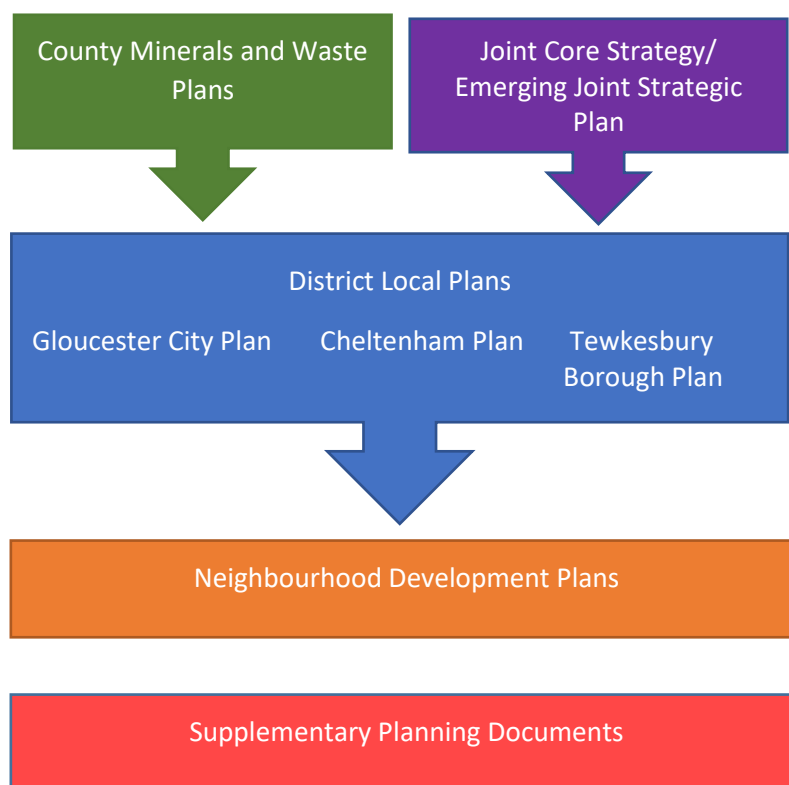 County Minerals and Waste
Plans
Joint Core Strategy/
Emerging Joint Strategic
Plan
District Local Plans
Gloucester City Plan
Cheltenham Plan
Tewkesbury
Borough Plan
Neighbourhood Development Plans
Supplementary Planning Documents